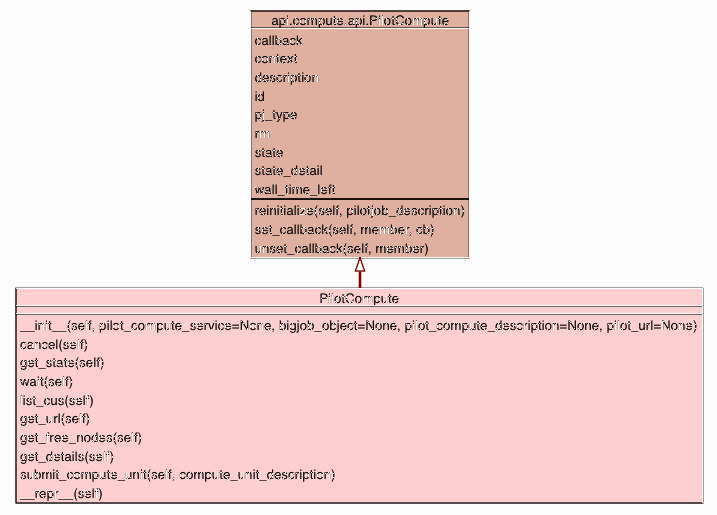 api.compute.api.PilotCompute
callback
context
description
id
pj_type
rm
state
state_detail
wall_time_left
reinitialize(self, pilotjob_description)
set_callback(self, member, cb)
unset_callback(self, member)
PilotCompute
__init__(self, pilot_compute_service=None, bigjob_object=None, pilot_compute_description=None, pilot_url=None)
cancel(self)
get_state(self)
wait(self)
list_cus(self)
get_url(self)
get_free_nodes(self)
get_details(self)
submit_compute_unit(self, compute_unit_description)
__repr__(self)